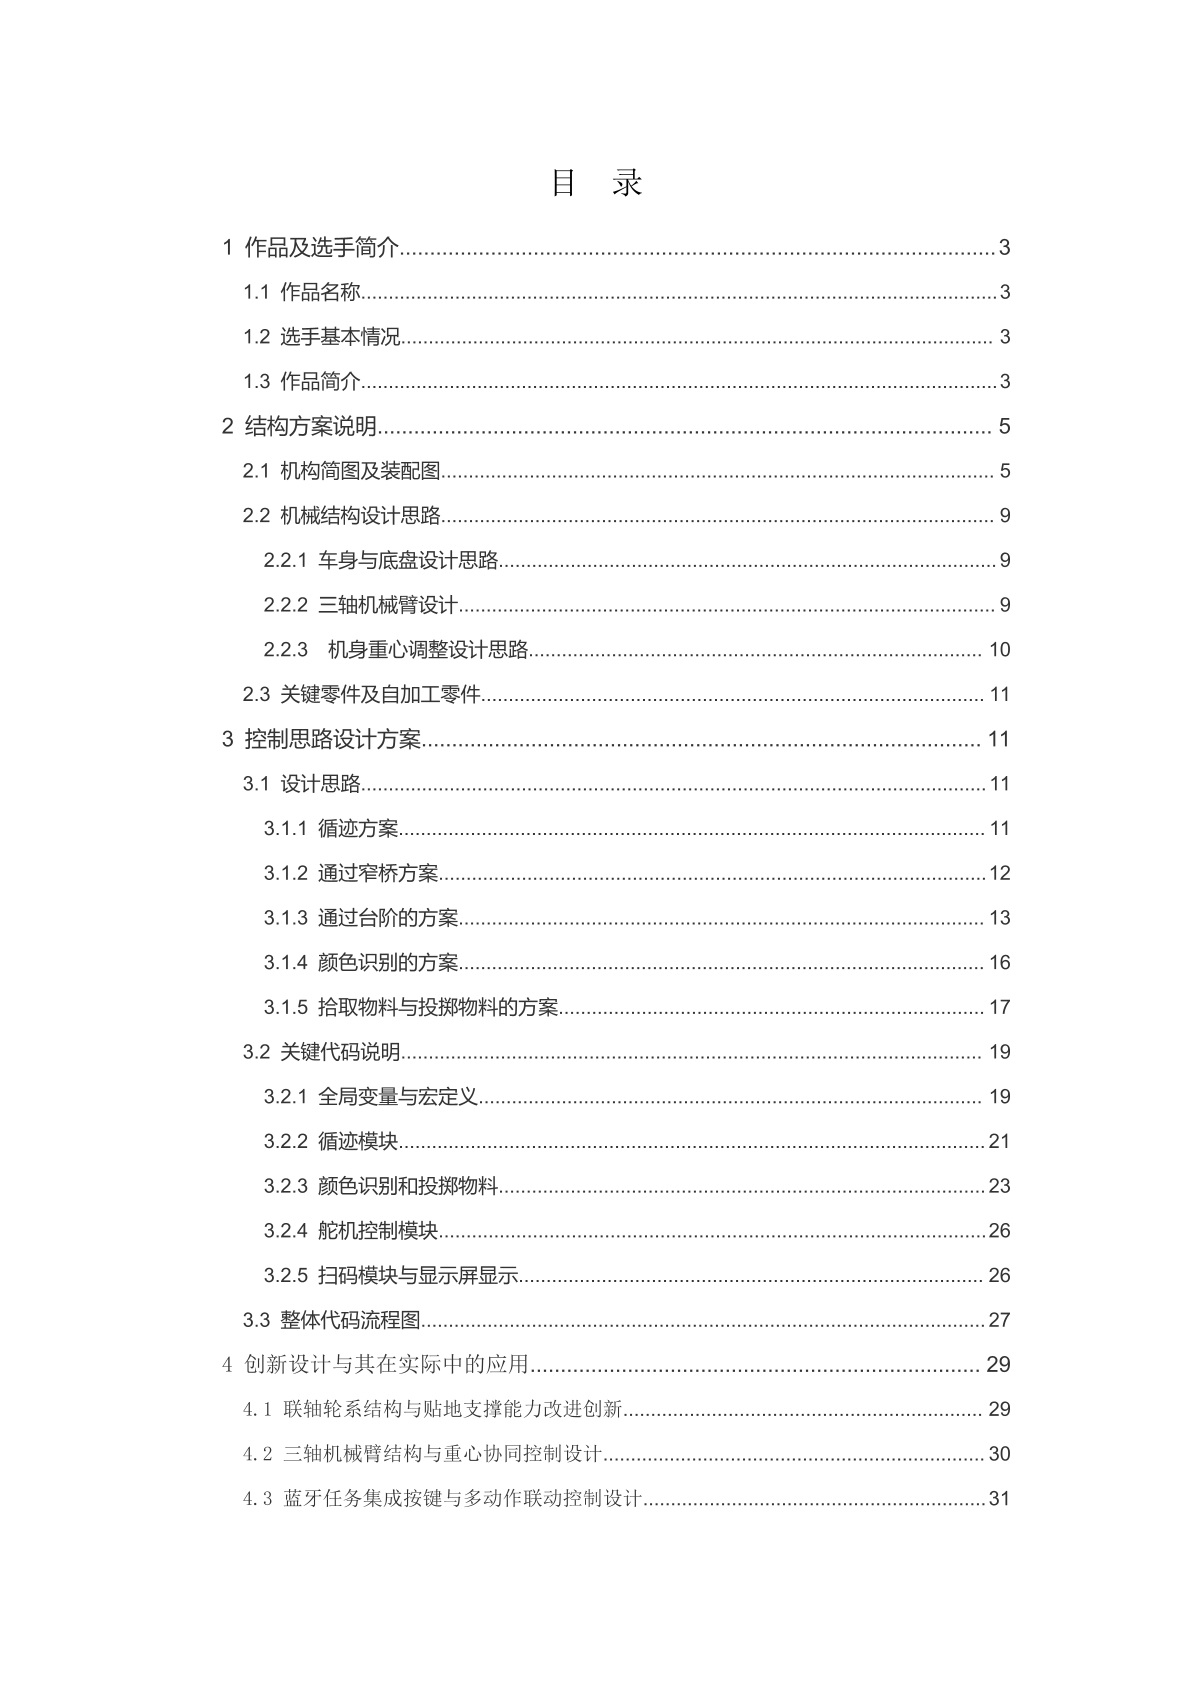 目 录
1 作品及选手简介........................................3
1.1 作品名称........................................3
1.2 选手基本情况........................................ 3
1.3 作品简介........................................3
2 结构方案说明........................................ 5
2.1 机构简图及装配图........................................ 5
2.2 机械结构设计思路........................................ 9
2.2.1 车身与底盘设计思路........................................9
2.2.2 三轴机械臂设计........................................9
2.2.3 机身重心调整设计思路........................................ 10
2.3 关键零件及自加工零件........................................ 11
3 控制思路设计方案........................................ 11
3.1 设计思路........................................11
3.1.1 循迹方案........................................ 11
3.1.2 通过窄桥方案........................................12
3.1.3 通过台阶的方案........................................ 13
3.1.4 颜色识别的方案........................................ 16
3.1.5 拾取物料与投掷物料的方案........................................ 17
3.2 关键代码说明........................................ 19
3.2.1 全局变量与宏定义........................................ 19
3.2.2 循迹模块........................................21
3.2.3 颜色识别和投掷物料........................................23
3.2.4 舵机控制模块........................................26
3.2.5 扫码模块与显示屏显示........................................ 26
3.3 整体代码流程图........................................27
4 创新设计与其在实际中的应用........................................ 29
4.1 联轴轮系结构与贴地支撑能力改进创新........................................ 29
4.2 三轴机械臂结构与重心协同控制设计........................................ 30
4.3 蓝牙任务集成按键与多动作联动控制设计........................................31